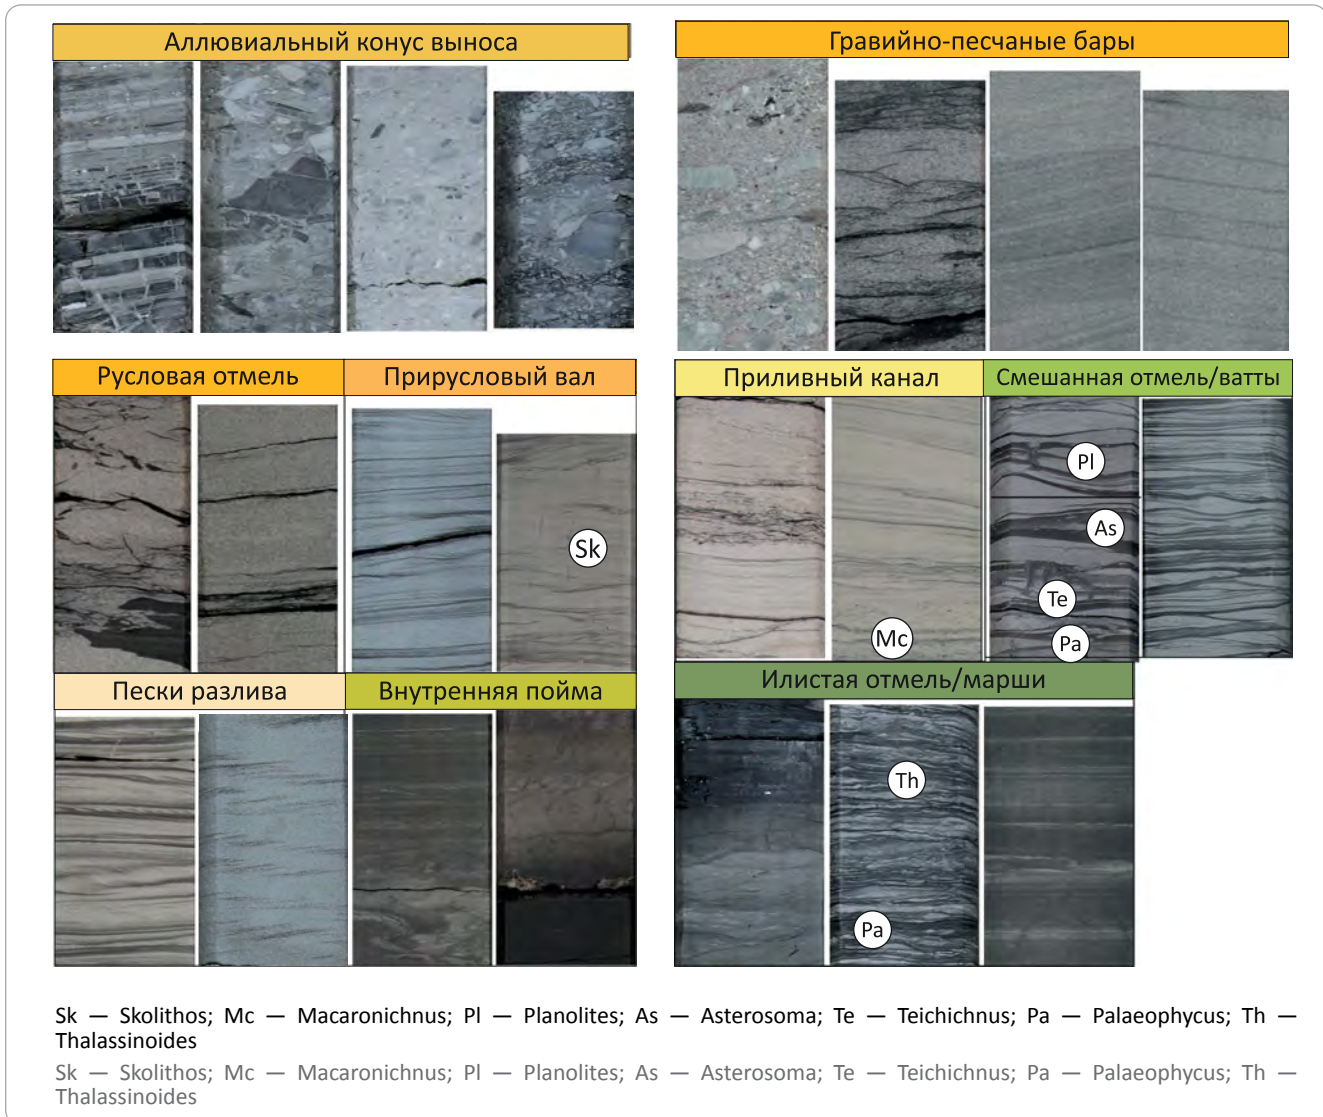 Аллювиальный конус выноса
Гравийно-песчаные бары
Русловая отмель
Прирусловый вал
Приливный канал
Смешанная отмель/ватты
Pl
As
Sk
Te
Mc
Pa
Пески разлива
Внутренняя пойма
Илистая отмель/марши
Th
Pa
Sk — Skolithos; Mc — Macaronichnus; Pl — Planolites; As — Asterosoma; Te — Teichichnus; Pa — Palaeophycus; Th —
Thalassinoides
Sk — Skolithos; Mc — Macaronichnus; Pl — Planolites; As — Asterosoma; Te — Teichichnus; Pa — Palaeophycus; Th —
Thalassinoides